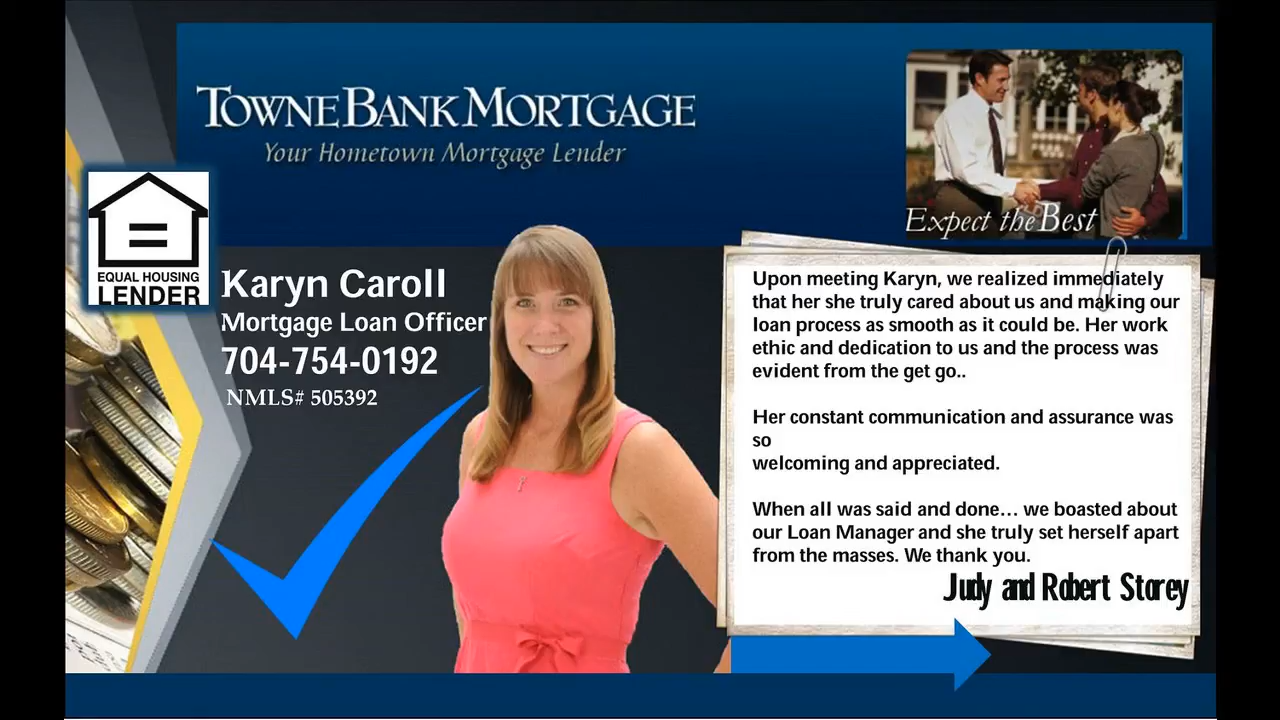 TOWNEBANK MORTGAGE
Your Hometown Mortgage Lender
Expect the Best
EQUAL HOUSING
LENDER
Karyn Caroll
Mortgage Loan Officer
704-754-0192
NMLS# 505392
Upon meeting Karyn, we realized immediately
that her she truly cared about us and making our
loan process as smooth as it could be. Her work
ethic and dedication to us and the process was
evident from the get go..
Her constant communication and assurance was
so
welcoming and appreciated.
When all was said and done... we boasted about
our Loan Manager and she truly set herself apart
from the masses. We thank you.
Judy and Robert Storey